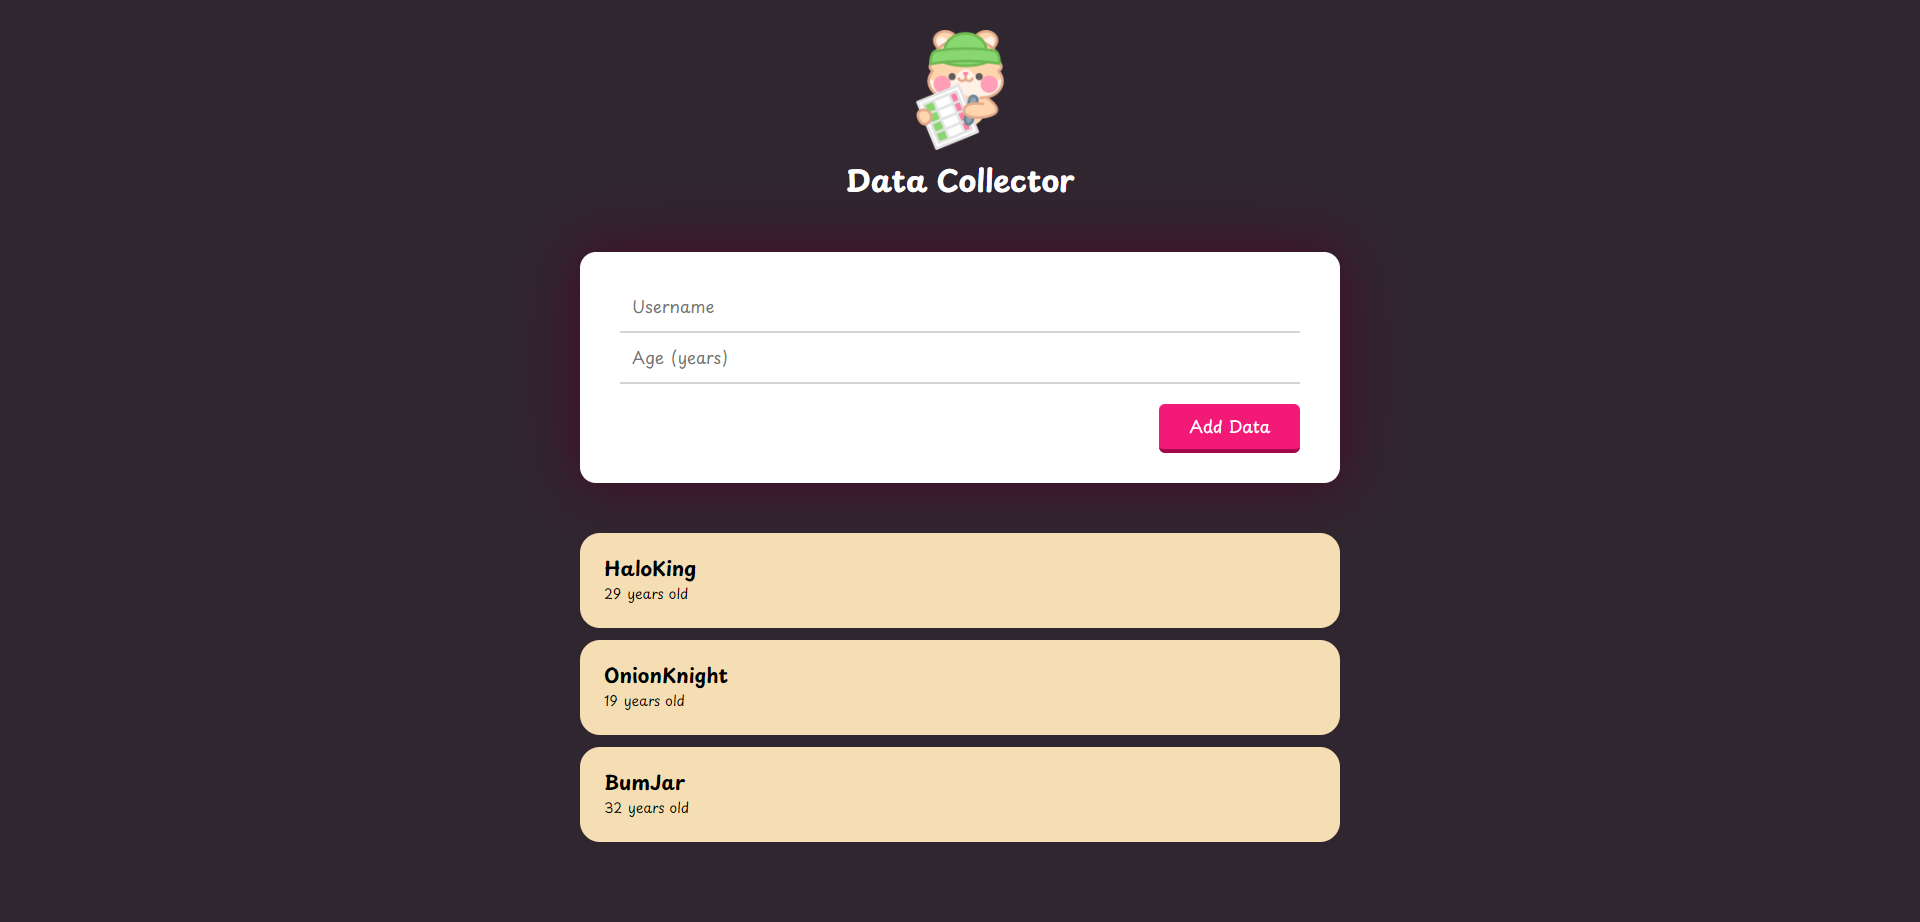 Data Collector
Username
Age (years)
Add Data
HaloKing
29 years old
OnionKnight
19 years old
BumJar
32 years old